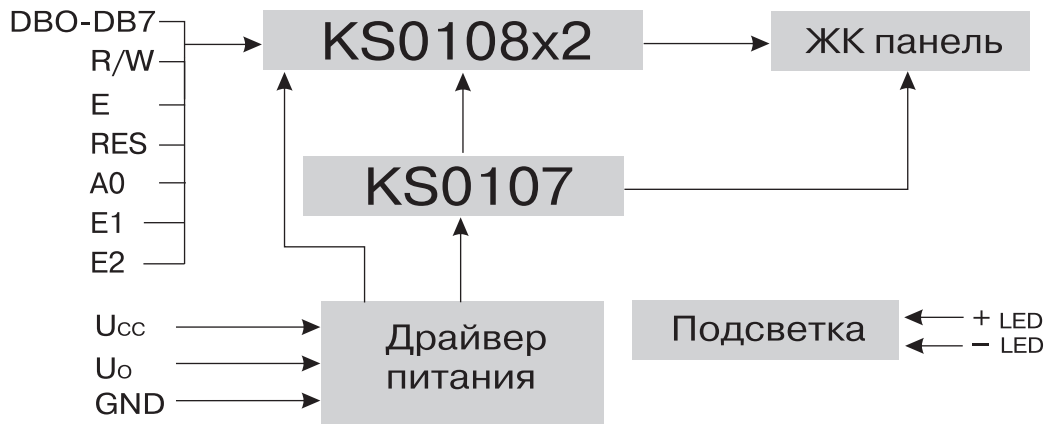 DBO-DB7
R/W
E
RES
A0
E1
E2
KS0108x2
ЖК панель
KS0107
Ucc
Uo
GND
Драйвер
питания
Подсветка
+ LED
− LED